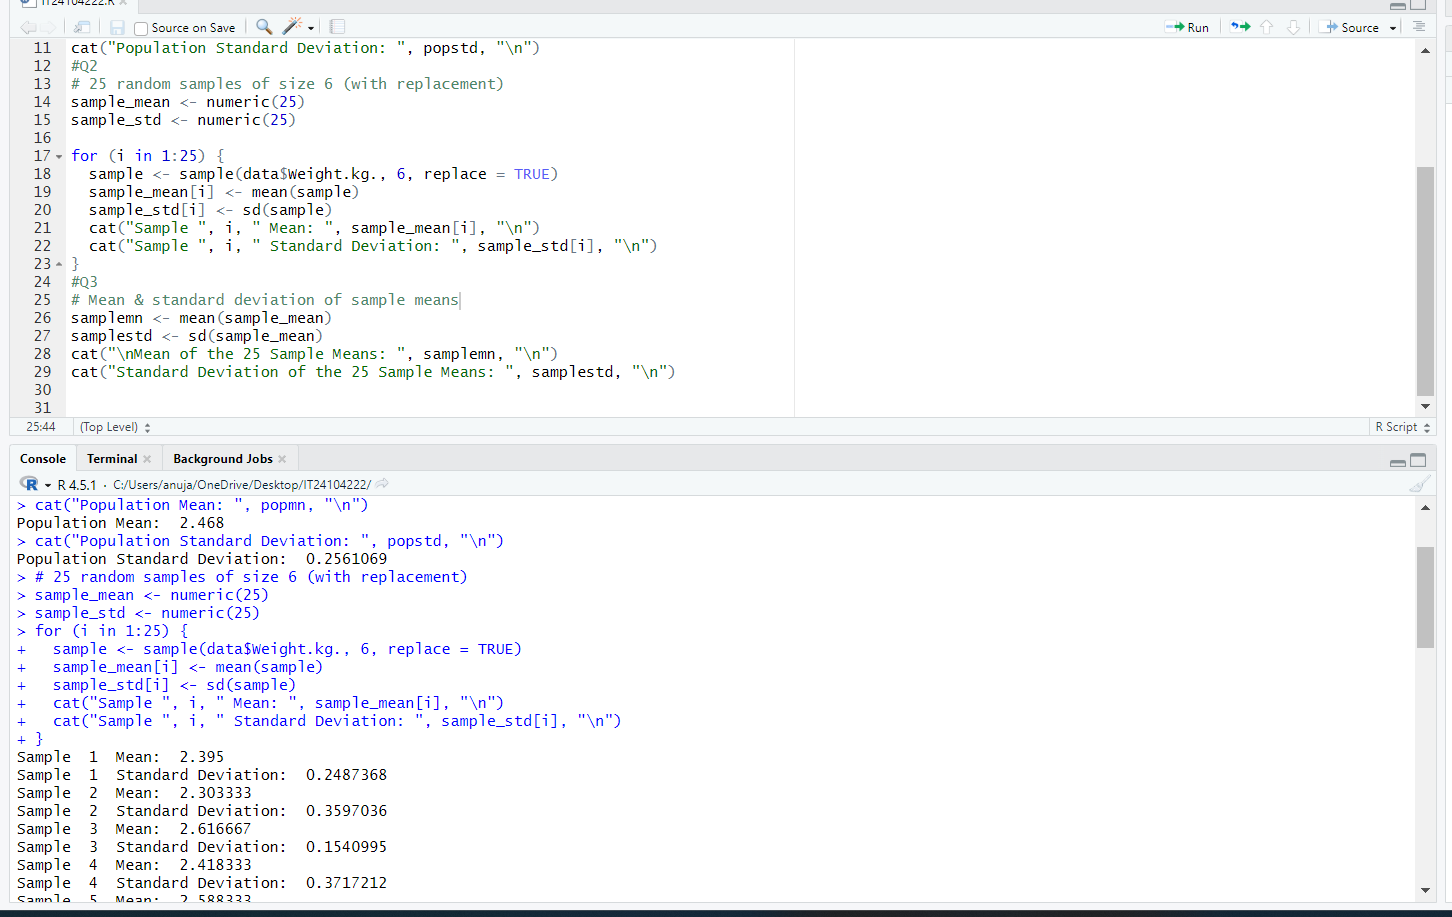 IT24104222.R
Source on Save
Run
Source
11 cat("Population Standard Deviation: ", popstd, "\n")
12 #Q2
13 # 25 random samples of size 6 (with replacement)
14 sample_mean <- numeric(25)
15 sample_std <- numeric(25)
16
17 for (i in 1:25) {
18   sample <- sample(data$Weight.kg., 6, replace = TRUE)
19   sample_mean[i] <- mean(sample)
20   sample_std[i] <- sd(sample)
21   cat("Sample ", i, " Mean: ", sample_mean[i], "\n")
22   cat("Sample ", i, " Standard Deviation: ", sample_std[i], "\n")
23 }
24 #Q3
25 # Mean & standard deviation of sample means
26 samplemn <- mean(sample_mean)
27 samplestd <- sd(sample_mean)
28 cat("\nMean of the 25 Sample Means: ", samplemn, "\n")
29 cat("Standard Deviation of the 25 Sample Means: ", samplestd, "\n")
30
31
25:44 (Top Level) R Script
Console Terminal Background Jobs
R 4.5.1 · C:/Users/anuja/OneDrive/Desktop/IT24104222/
> cat("Population Mean: ", popmn, "\n")
Population Mean:  2.468
> cat("Population Standard Deviation: ", popstd, "\n")
Population Standard Deviation:  0.2561069
> # 25 random samples of size 6 (with replacement)
> sample_mean <- numeric(25)
> sample_std <- numeric(25)
> for (i in 1:25) {
+   sample <- sample(data$Weight.kg., 6, replace = TRUE)
+   sample_mean[i] <- mean(sample)
+   sample_std[i] <- sd(sample)
+   cat("Sample ", i, " Mean: ", sample_mean[i], "\n")
+   cat("Sample ", i, " Standard Deviation: ", sample_std[i], "\n")
+ }
Sample  1  Mean:  2.395
Sample  1  Standard Deviation:  0.2487368
Sample  2  Mean:  2.303333
Sample  2  Standard Deviation:  0.3597036
Sample  3  Mean:  2.616667
Sample  3  Standard Deviation:  0.1540995
Sample  4  Mean:  2.418333
Sample  4  Standard Deviation:  0.3717212
Sample  5  Mean:  2.588333